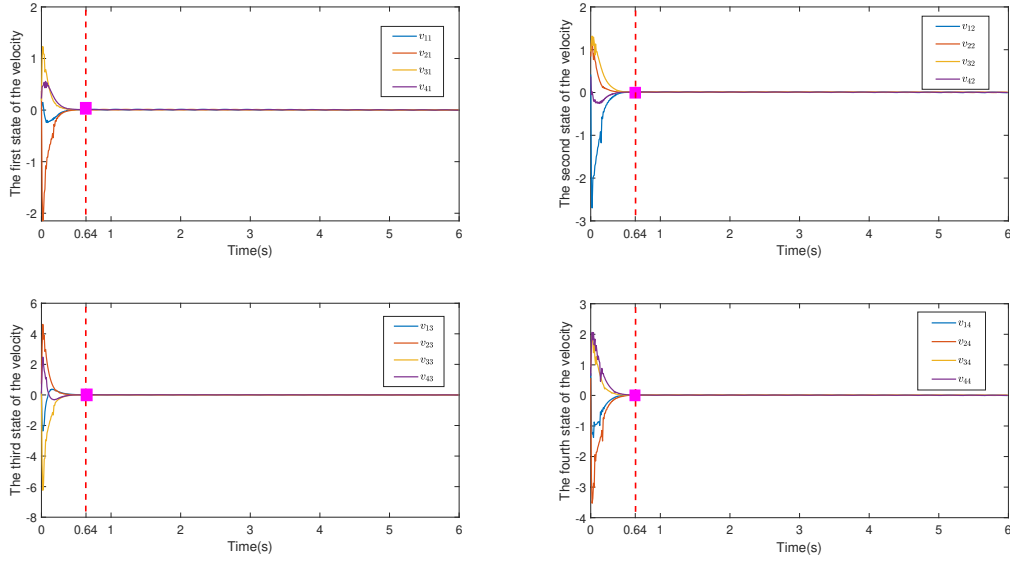 The first state of the velocity
2
1
0
-1
-2
0
0.64
1
2
3
4
5
6
Time(s)
v11
v21
v31
v41
The second state of the velocity
2
1
0
-1
-2
-3
0
0.64
1
2
3
4
5
6
Time(s)
v12
v22
v32
v42
The third state of the velocity
6
4
2
0
-2
-4
-6
-8
0
0.64
1
2
3
4
5
6
Time(s)
v13
v23
v33
v43
The fourth state of the velocity
3
2
1
0
-1
-2
-3
-4
0
0.64
1
2
3
4
5
6
Time(s)
v14
v24
v34
v44